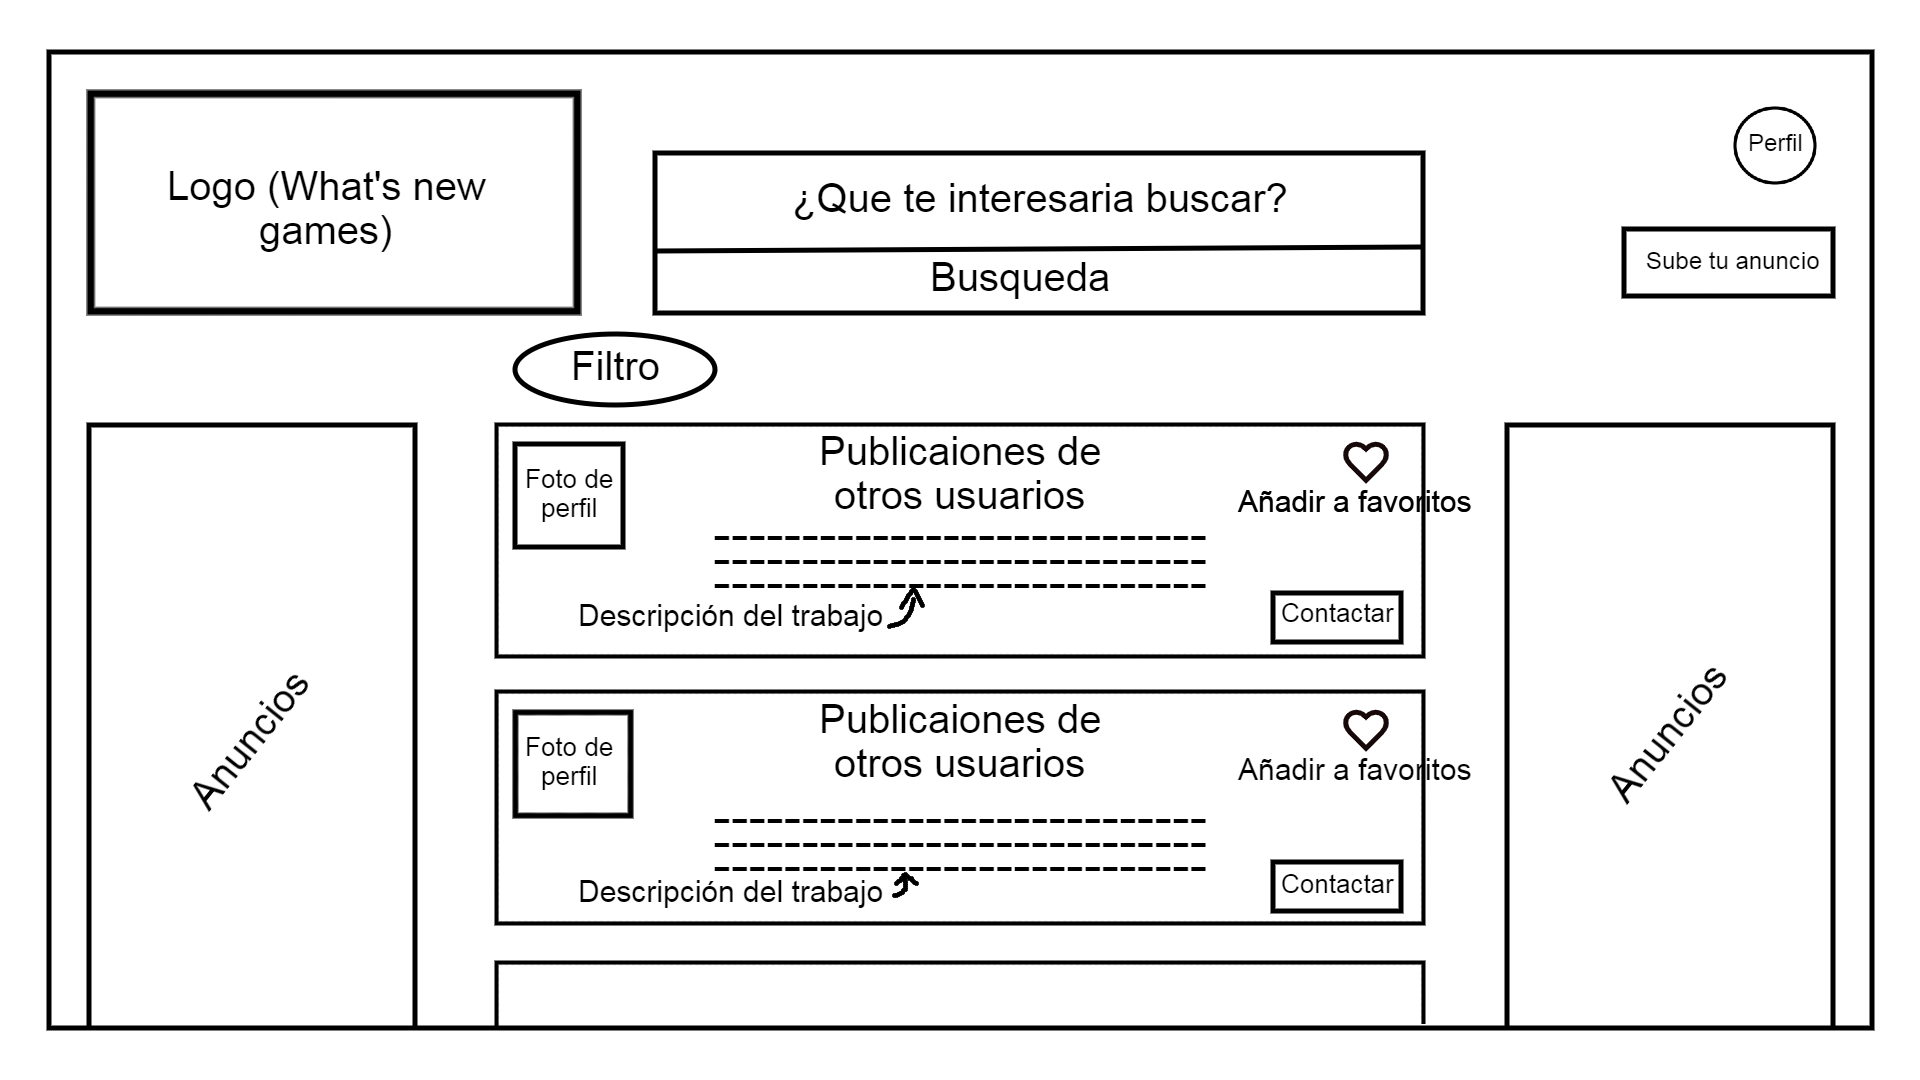 Logo (What's new
games)
¿Que te interesaria buscar?
Busqueda
Perfil
Sube tu anuncio
Filtro
Anuncios
Foto de
perfil
Publicaiones de
otros usuarios
Añadir a favoritos
Descripción del trabajo
Contactar
Foto de
perfil
Publicaiones de
otros usuarios
Añadir a favoritos
Descripción del trabajo
Contactar
Anuncios